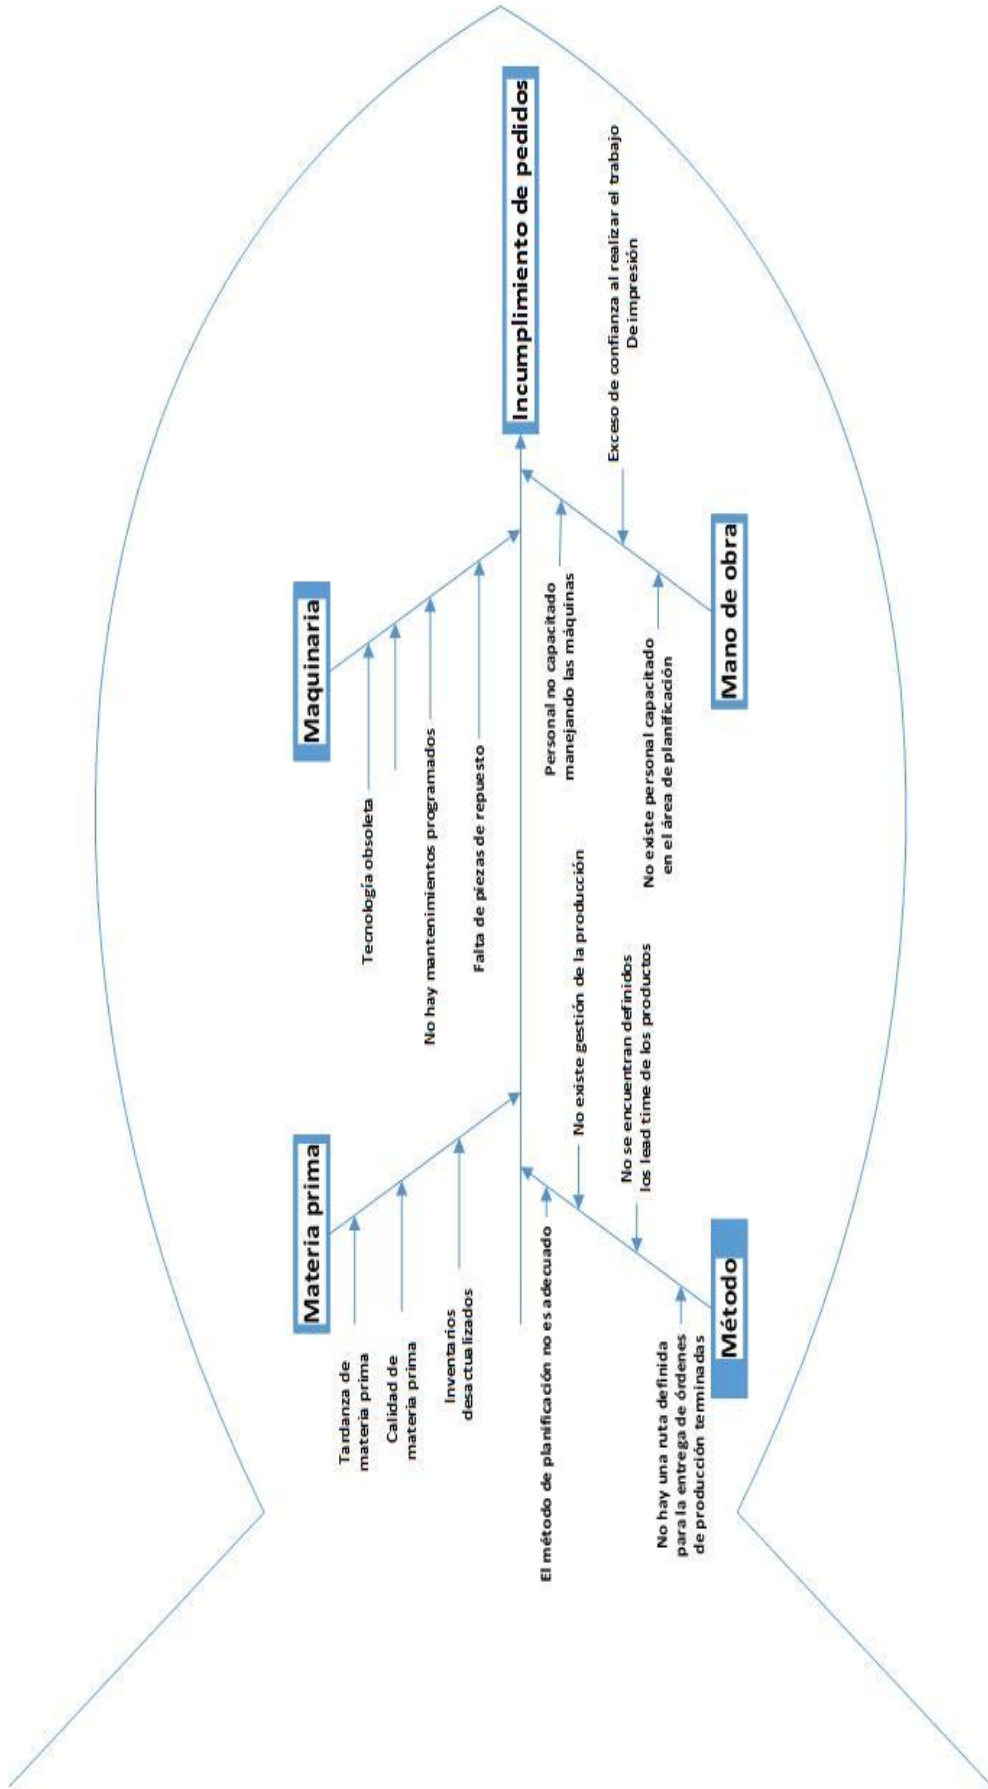 Materia prima
Tardanza de
materia prima
Calidad de
materia prima
Inventarios
desactualizados
Maquinaria
Tecnología obsoleta
No hay mantenimientos programados
Falta de piezas de repuesto
Incumplimiento de pedidos
El método de planificación no es adecuado
No existe gestión de la producción
No se encuentran definidos
los lead time de los productos
No hay una ruta definida
para la entrega de órdenes
de producción terminadas
Método
Personal no capacitado
manejando las máquinas
Exceso de confianza al realizar el trabajo
De impresión
No existe personal capacitado
en el área de planificación
Mano de obra